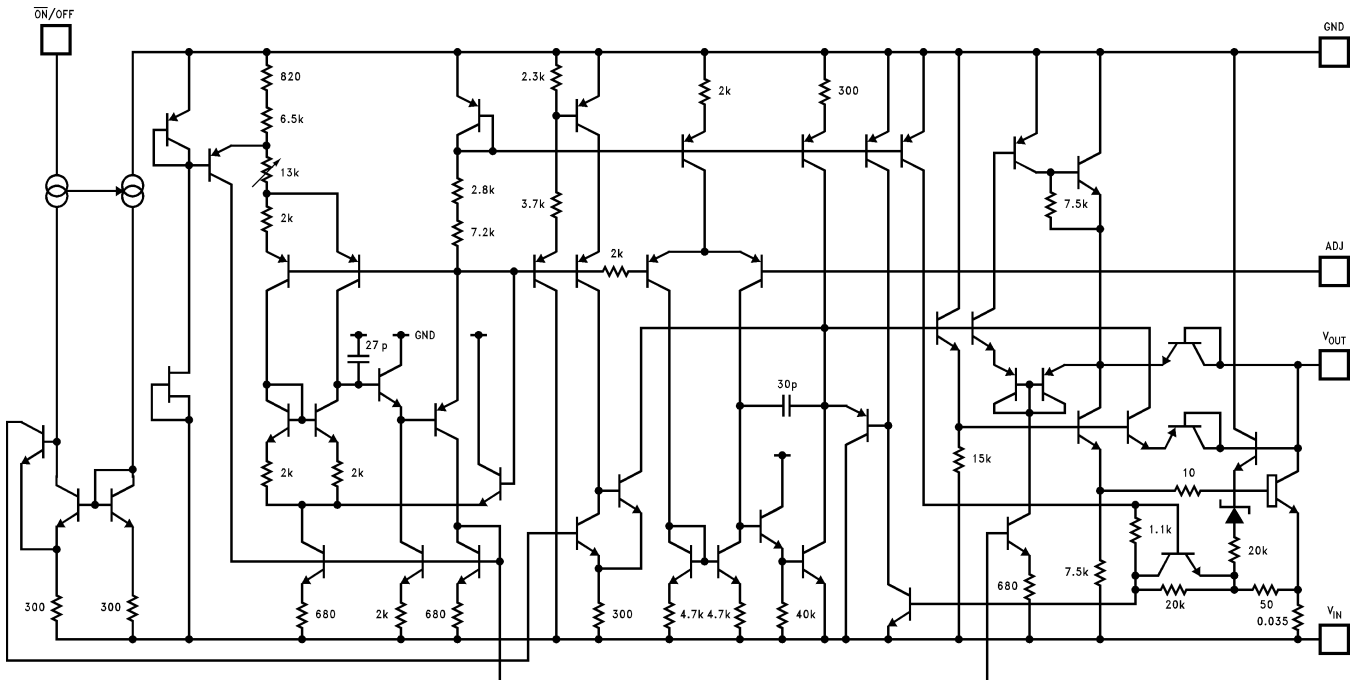 ON/OFF
GND
820
2.3k
2k
300
6.5k
13k
2.8k
3.7k
7.5k
2k
7.2k
2k
ADJ
GND
27 p
VOUT
30p
2k
2k
15k
10
1.1k
20k
7.5k
300
300
680
2k
680
300
4.7k
4.7k
40k
680
20k
50
0.035
VIN